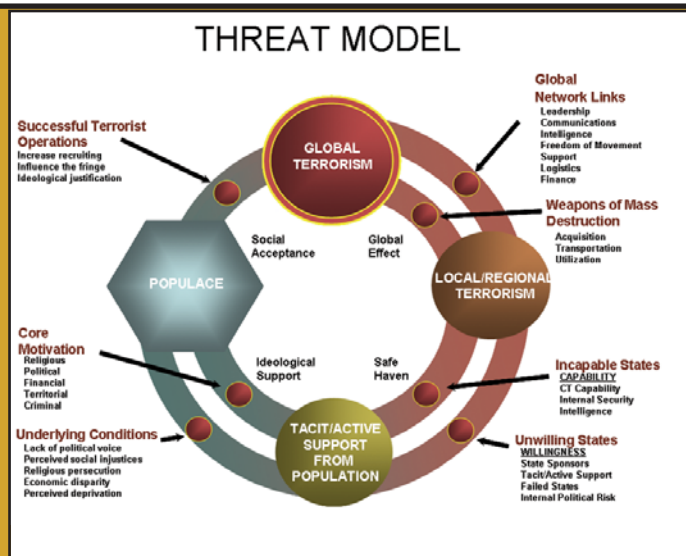 THREAT MODEL
Successful Terrorist
Operations
Increase recruiting
Influence the fringe
Ideological justification
GLOBAL
TERRORISM
Global
Network Links
Leadership
Communications
Intelligence
Freedom of Movement
Support
Logistics
Finance
Weapons of Mass
Destruction
Acquisition
Transportation
Utilization
Social
Acceptance
Global
Effect
POPULACE
LOCAL/REGIONAL
TERRORISM
Core
Motivation
Religious
Political
Financial
Territorial
Criminal
Ideological
Support
Safe
Haven
Incapable States
CAPABILITY
CT Capability
Internal Security
Intelligence
Underlying Conditions
Lack of political voice
Perceived social injustices
Religious persecution
Economic disparity
Perceived deprivation
TACIT/ACTIVE
SUPPORT
FROM
POPULATION
Unwilling States
WILLINGNESS
State Sponsors
Tacit/Active Support
Failed States
Internal Political Risk